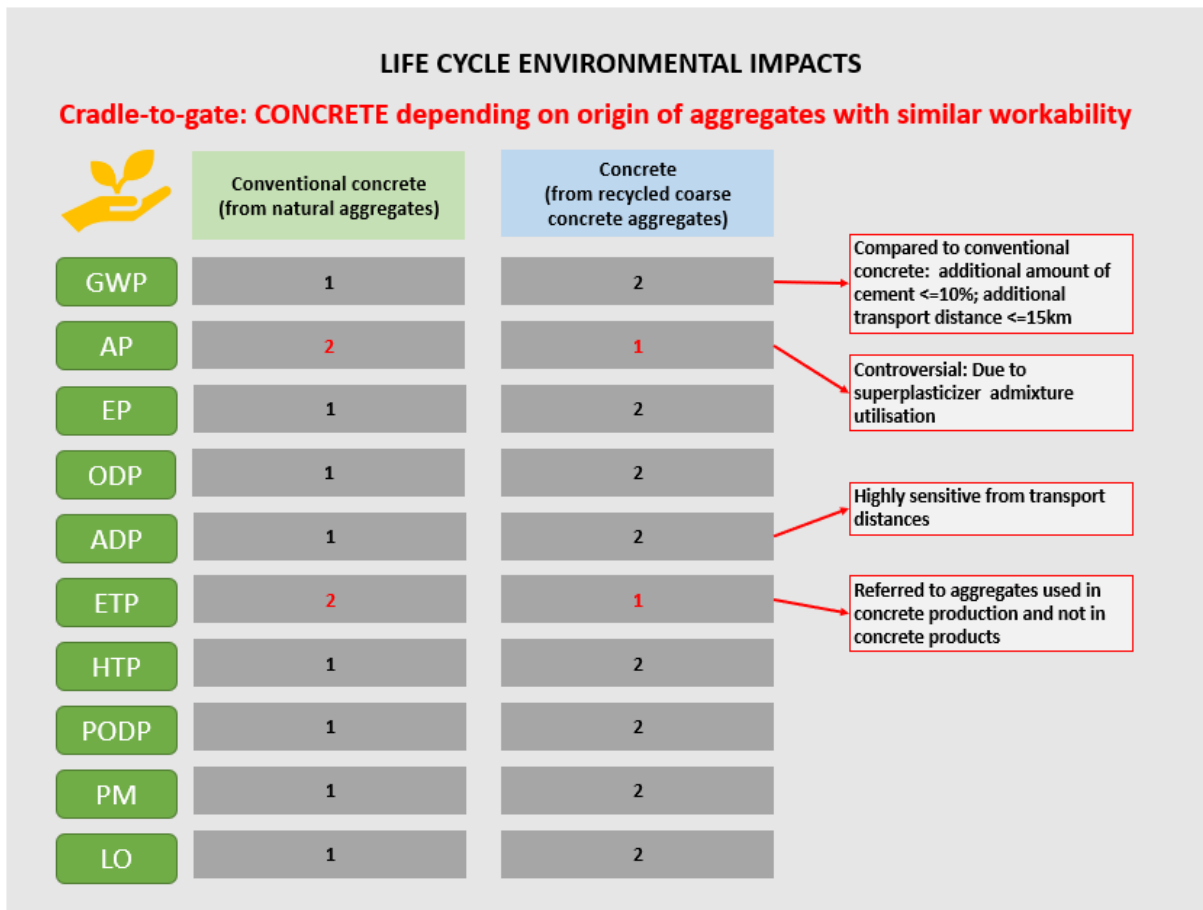 LIFE CYCLE ENVIRONMENTAL IMPACTS
Cradle-to-gate: CONCRETE depending on origin of aggregates with similar workability
Conventional concrete
(from natural aggregates)
Concrete
(from recycled coarse
concrete aggregates)
GWP
1
2
Compared to conventional
concrete: additional amount of
cement <=10%; additional
transport distance <=15km
AP
2
1
Controversial: Due to
superplasticizer admixture
utilisation
EP
1
2
ODP
1
2
ADP
1
2
Highly sensitive from transport
distances
ETP
2
1
Referred to aggregates used in
concrete production and not in
concrete products
HTP
1
2
PODP
1
2
PM
1
2
LO
1
2